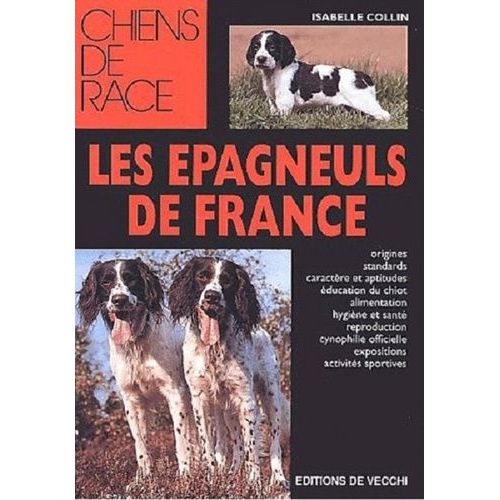 CHIENS
DE
RACE
ISABELLE COLLIN
LES EPAGNEULS
DE FRANCE
origines
standards
caractère et aptitudes
éducation du chiot
alimentation
hygiène et santé
reproduction
cynophilie officielle
expositions
activités sportives
EDITIONS DE VECCHI